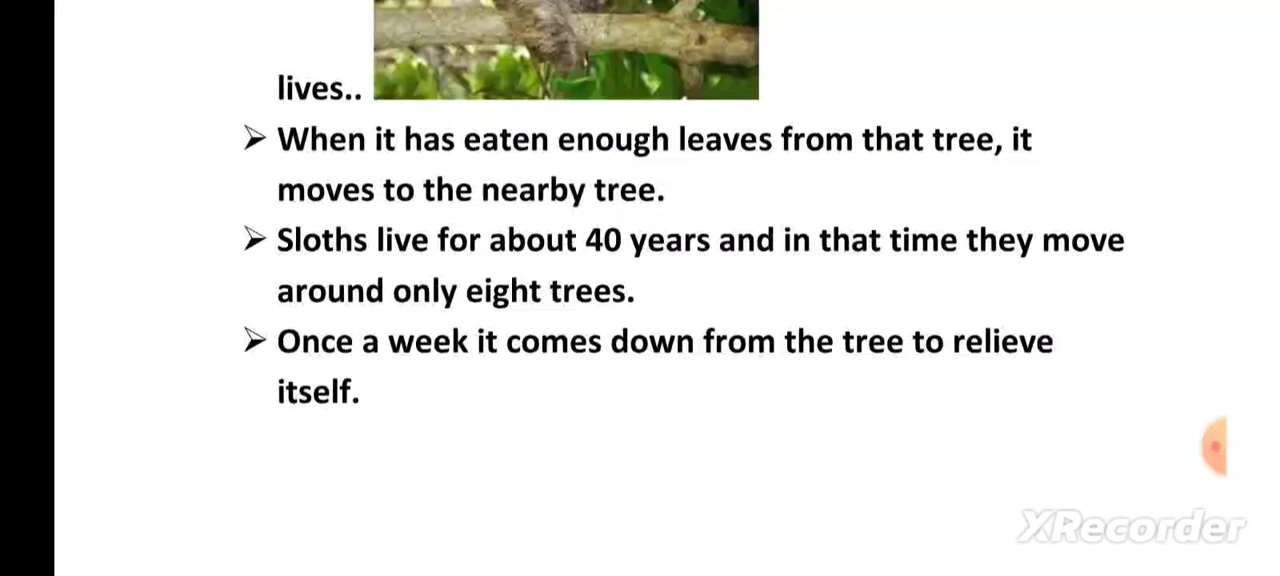 lives..
➢ When it has eaten enough leaves from that tree, it
moves to the nearby tree.
➢ Sloths live for about 40 years and in that time they move
around only eight trees.
➢ Once a week it comes down from the tree to relieve
itself.
XRecorder